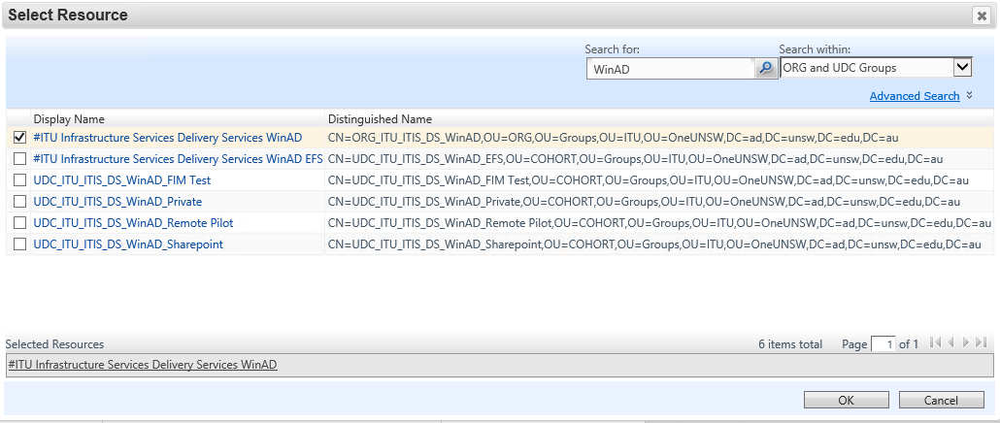 Select Resource
Search for: Search within:
WinAD ORG and UDC Groups
Advanced Search
Display Name Distinguished Name
#ITU Infrastructure Services Delivery Services WinAD CN=ORG_ITU_ITIS_DS_WinAD,OU=ORG,OU=Groups,OU=ITU,OU=OneUNSW,DC=ad,DC=unsw,DC=edu,DC=au
#ITU Infrastructure Services Delivery Services WinAD EFS CN=UDC_ITU_ITIS_DS_WinAD_EFS,OU=COHORT,OU=Groups,OU=ITU,OU=OneUNSW,DC=ad,DC=unsw,DC=edu,DC=au
UDC_ITU_ITIS_DS_WinAD_FIM Test CN=UDC_ITU_ITIS_DS_WinAD_FIM Test,OU=COHORT,OU=Groups,OU=ITU,OU=OneUNSW,DC=ad,DC=unsw,DC=edu,DC=au
UDC_ITU_ITIS_DS_WinAD_Private CN=UDC_ITU_ITIS_DS_WinAD_Private,OU=COHORT,OU=Groups,OU=ITU,OU=OneUNSW,DC=ad,DC=unsw,DC=edu,DC=au
UDC_ITU_ITIS_DS_WinAD_Remote Pilot CN=UDC_ITU_ITIS_DS_WinAD_Remote Pilot,OU=COHORT,OU=Groups,OU=ITU,OU=OneUNSW,DC=ad,DC=unsw,DC=edu,DC=au
UDC_ITU_ITIS_DS_WinAD_Sharepoint CN=UDC_ITU_ITIS_DS_WinAD_Sharepoint,OU=COHORT,OU=Groups,OU=ITU,OU=OneUNSW,DC=ad,DC=unsw,DC=edu,DC=au
Selected Resources 6 items total Page 1 of 1
#ITU Infrastructure Services Delivery Services WinAD
OK Cancel